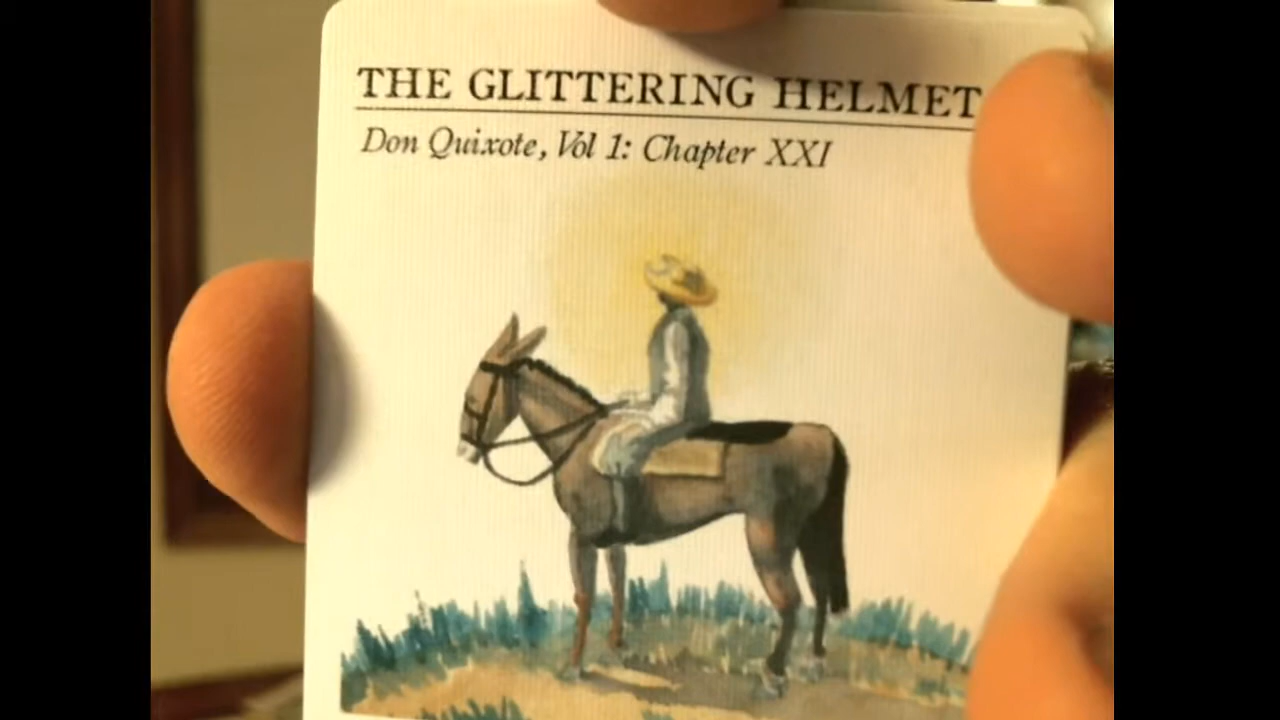 THE GLITTERING HELMET
Don Quixote, Vol 1: Chapter XXI